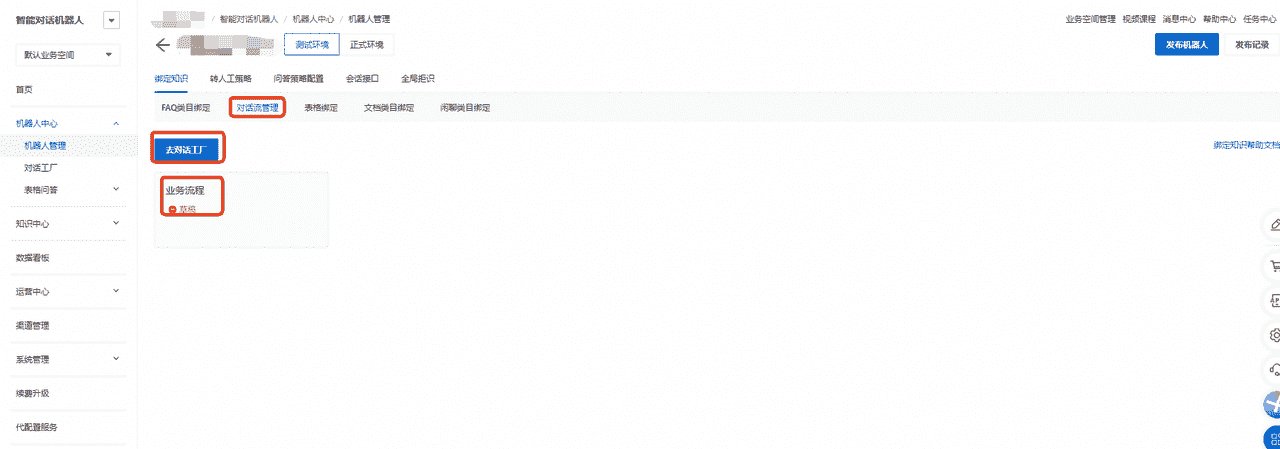 智能对话机器人
/ 智能对话机器人 / 机器人中心 / 机器人管理
业务空间管理 视频课程 消息中心 帮助中心 任务中心
默认业务空间
测试环境 正式环境
发布机器人 发布记录
首页
绑定知识 转人工策略 问答策略配置 会话接口 全局拒识
FAQ类目绑定 对话流管理 表格绑定 文档类目绑定 闲聊类目绑定
机器人中心
机器人管理
去对话工厂
绑定知识帮助文档
对话工厂
表格问答
业务流程
草稿
知识中心
数据看板
运营中心
渠道管理
系统管理
续费升级
代配置服务